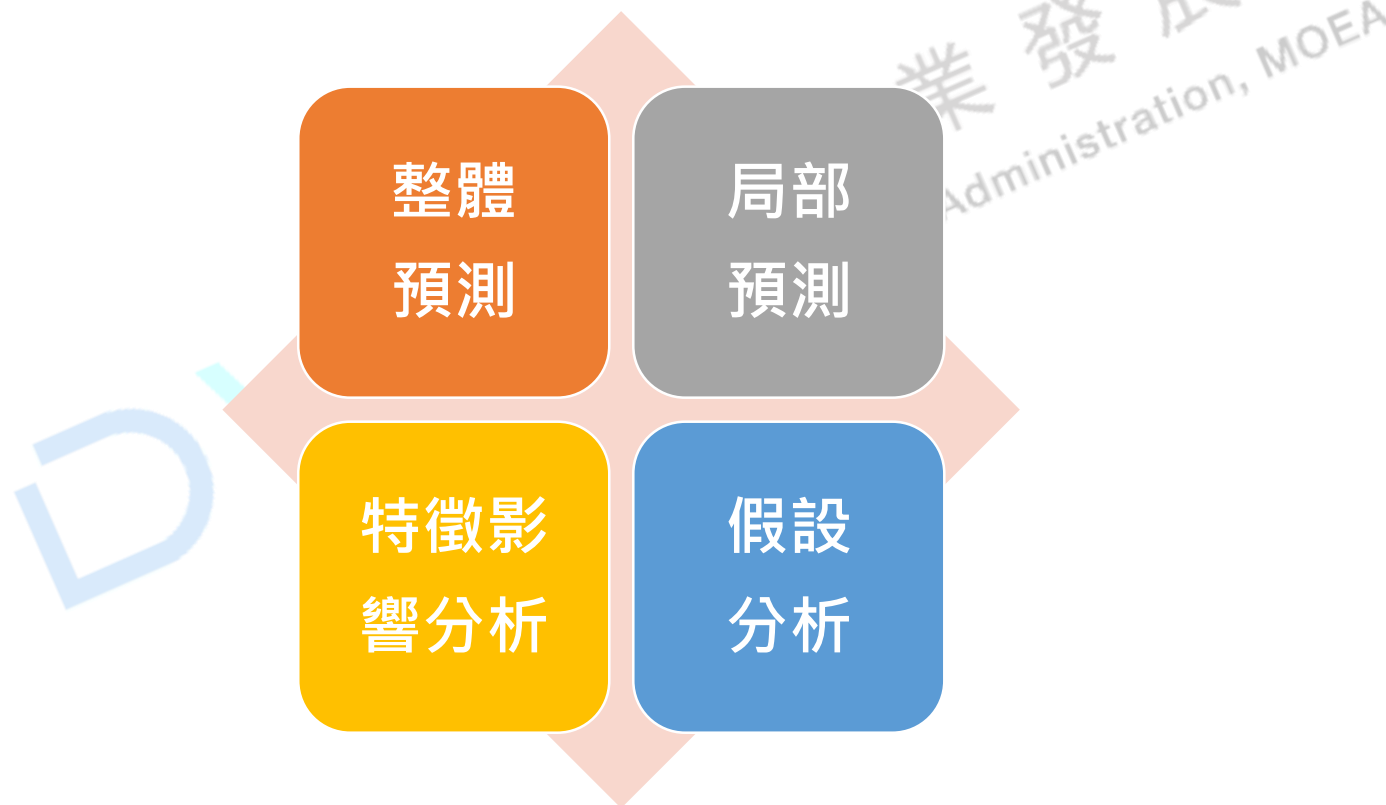 業發展
Administration, MOEA
整體
預測
局部
預測
特徵影
響分析
假設
分析